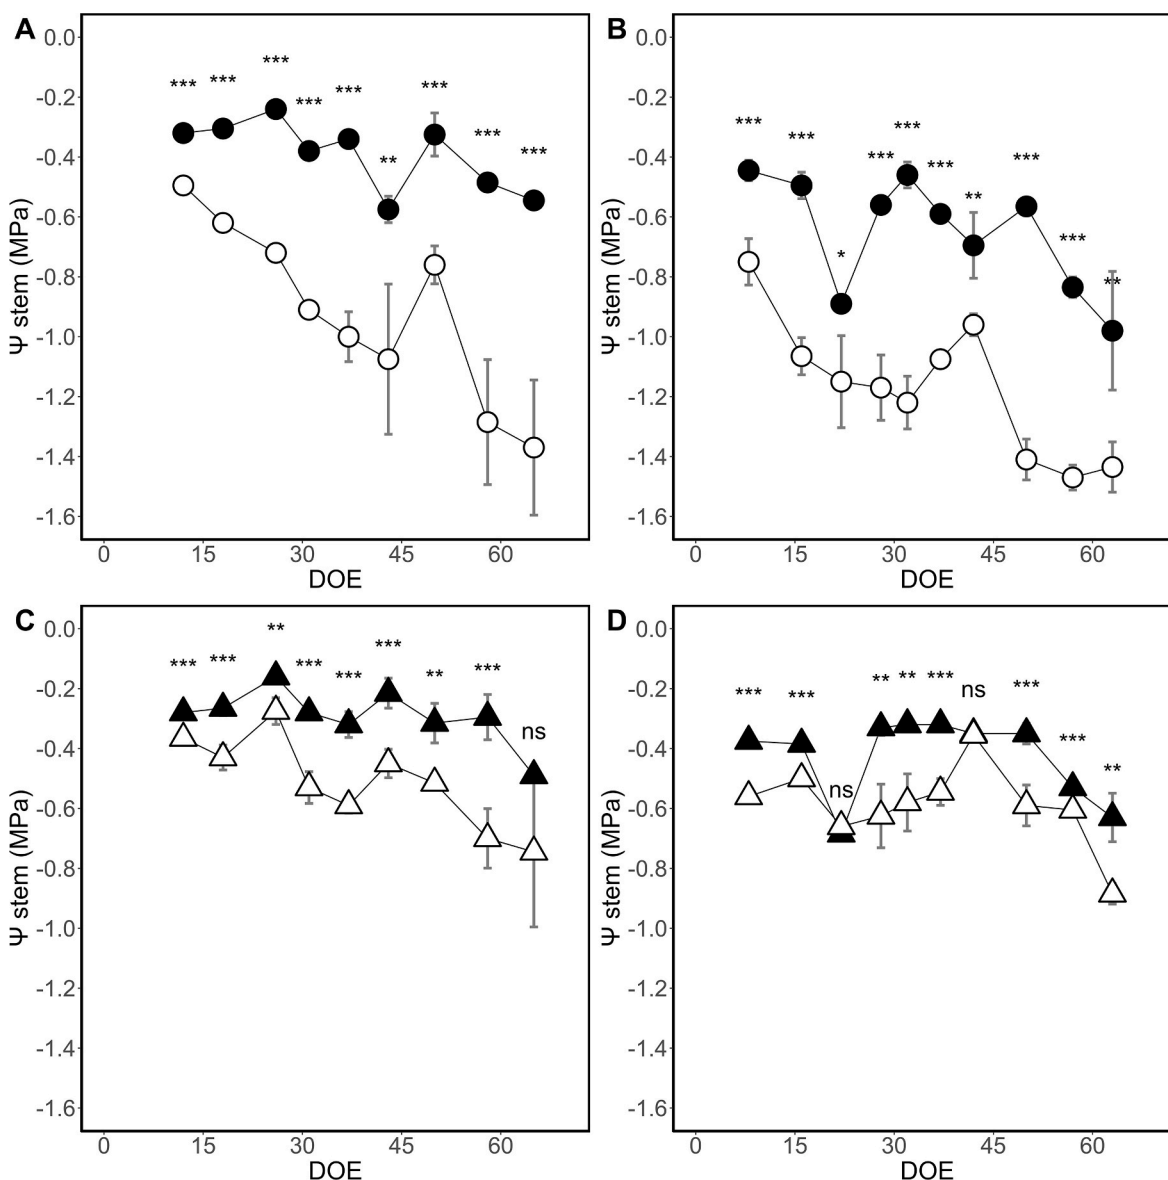 A
B
0.0
-0.2
-0.4
-0.6
-0.8
-1.0
-1.2
-1.4
-1.6
Ψ stem (MPa)
*** *** *** *** *** ** *** *** ***
0 15 30 45 60
DOE
0.0
-0.2
-0.4
-0.6
-0.8
-1.0
-1.2
-1.4
-1.6
Ψ stem (MPa)
*** *** * *** *** *** ** *** *** **
0 15 30 45 60
DOE
C
D
0.0
-0.2
-0.4
-0.6
-0.8
-1.0
-1.2
-1.4
-1.6
Ψ stem (MPa)
*** *** ** *** *** *** ** *** ns
0 15 30 45 60
DOE
0.0
-0.2
-0.4
-0.6
-0.8
-1.0
-1.2
-1.4
-1.6
Ψ stem (MPa)
*** *** ns ** ** *** ns *** *** **
0 15 30 45 60
DOE